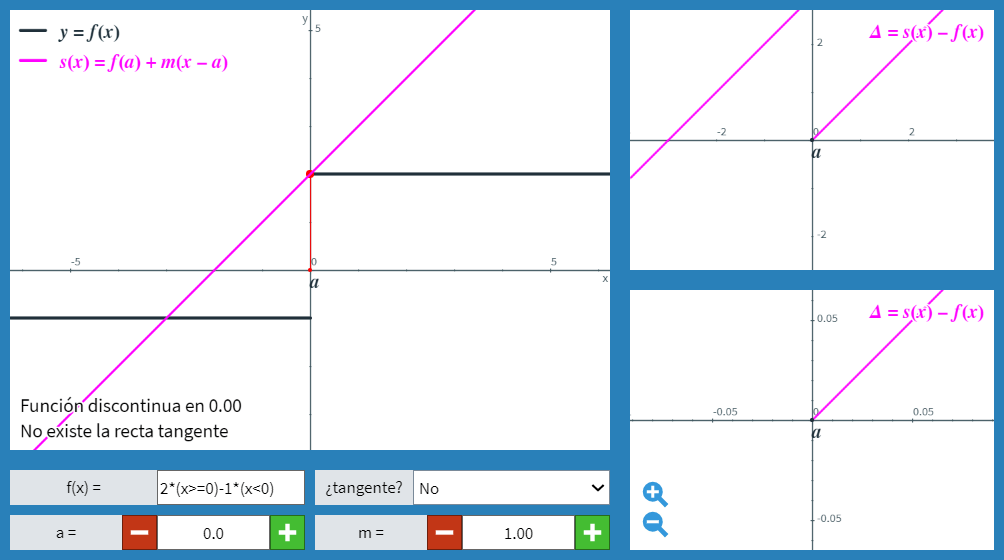 y = f(x)
s(x) = f(a) + m(x − a)
y
5
-5
0
5
x
a
Función discontinua en 0.00
No existe la recta tangente
Δ = s(x) − f(x)
2
-2
0
2
a
-2
Δ = s(x) − f(x)
0.05
-0.05
0
0.05
a
-0.05
f(x) =
2*(x>=0)-1*(x<0)
¿tangente?
No
a =
0.0
m =
1.00